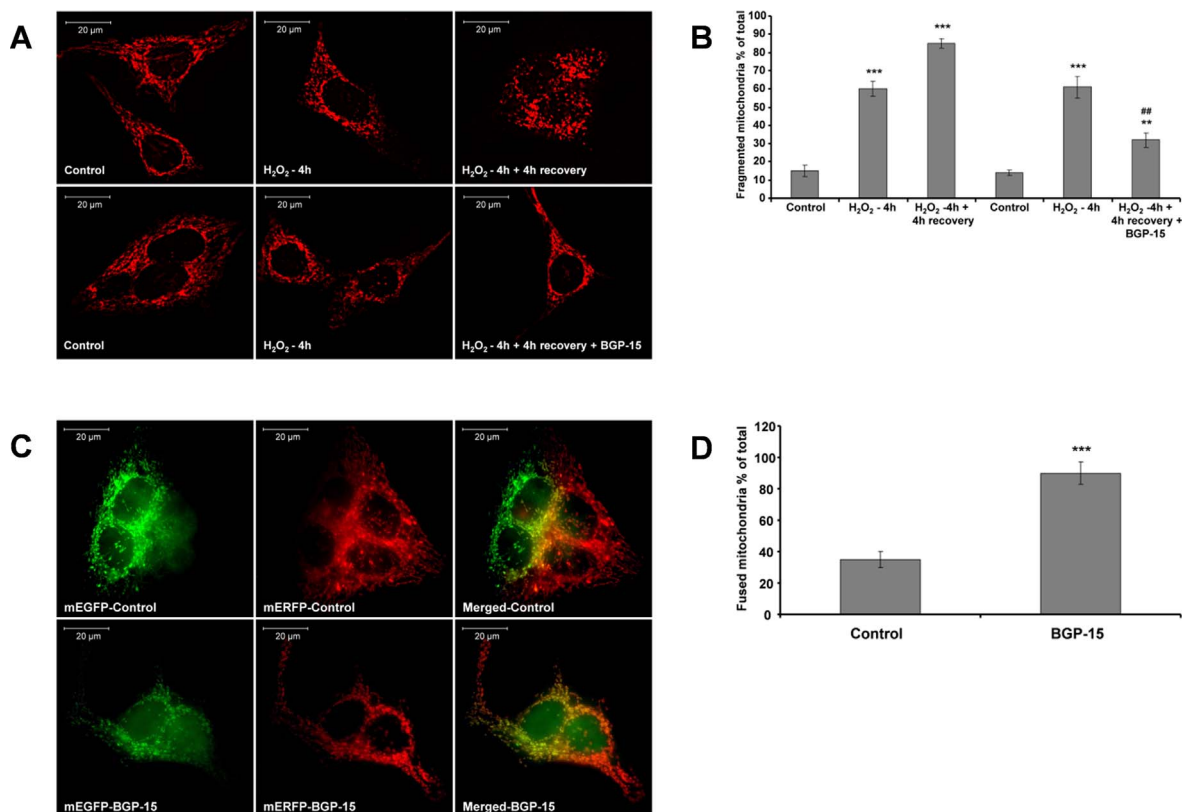 A
20 µm
20 µm
20 µm
Control
H₂O₂ - 4h
H₂O₂ - 4h + 4h recovery
20 µm
20 µm
20 µm
Control
H₂O₂ - 4h
H₂O₂ - 4h + 4h recovery + BGP-15
B
Fragmented mitochondria % of total
100
90
80
70
60
50
40
30
20
10
0
***
***
***
##
**
Control
H₂O₂ - 4h
H₂O₂ -4h +
4h recovery
Control
H₂O₂ - 4h
H₂O₂ -4h +
4h recovery +
BGP-15
C
20 µm
20 µm
20 µm
mEGFP-Control
mERFP-Control
Merged-Control
20 µm
20 µm
20 µm
mEGFP-BGP-15
mERFP-BGP-15
Merged-BGP-15
D
Fused mitochondria % of total
120
100
80
60
40
20
0
***
Control
BGP-15